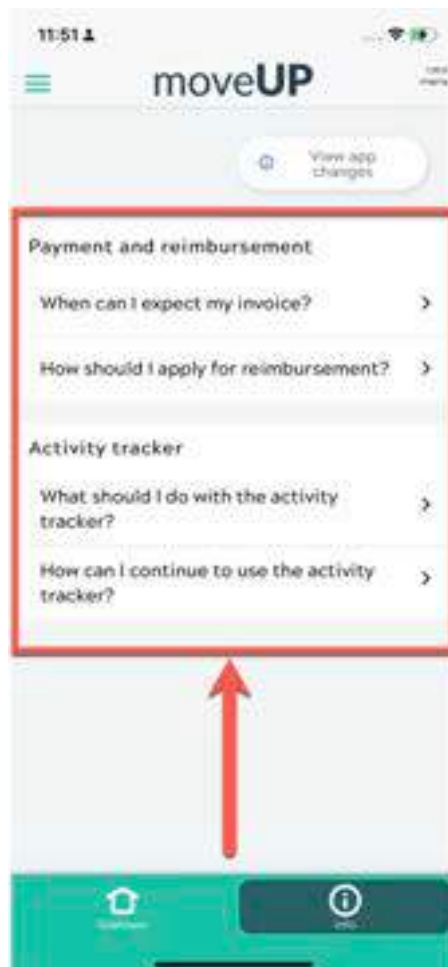 11:51
moveUP
View app
changes
Payment and reimbursement
When can I expect my invoice?
How should I apply for reimbursement?
Activity tracker
What should I do with the activity
tracker?
How can I continue to use the activity
tracker?